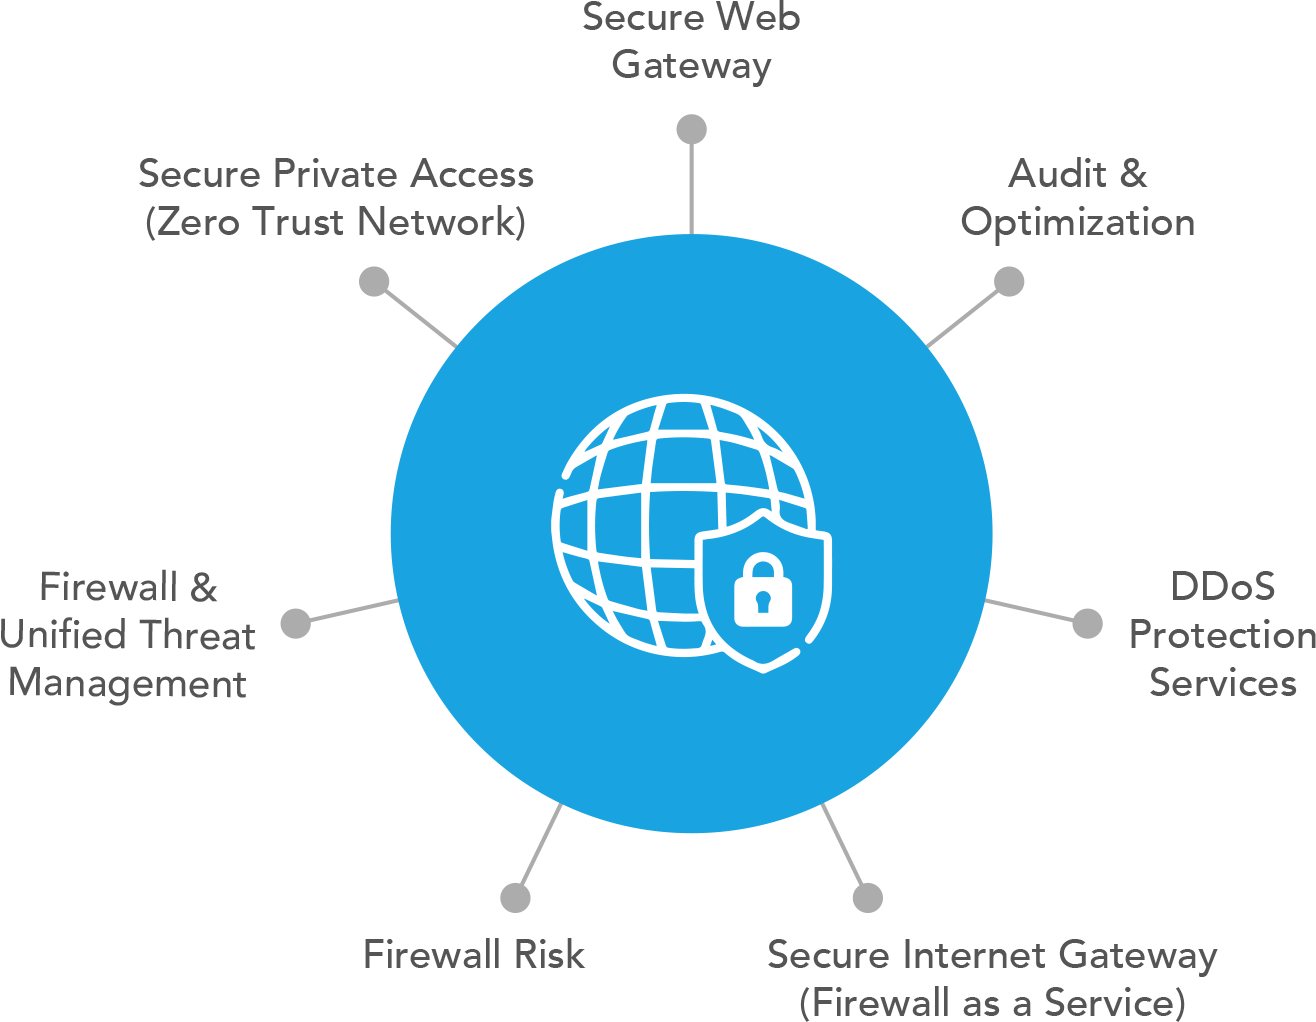 Secure Web
Gateway
Secure Private Access
(Zero Trust Network)
Audit &
Optimization
Firewall &
Unified Threat
Management
DDoS
Protection
Services
Firewall Risk
Secure Internet Gateway
(Firewall as a Service)